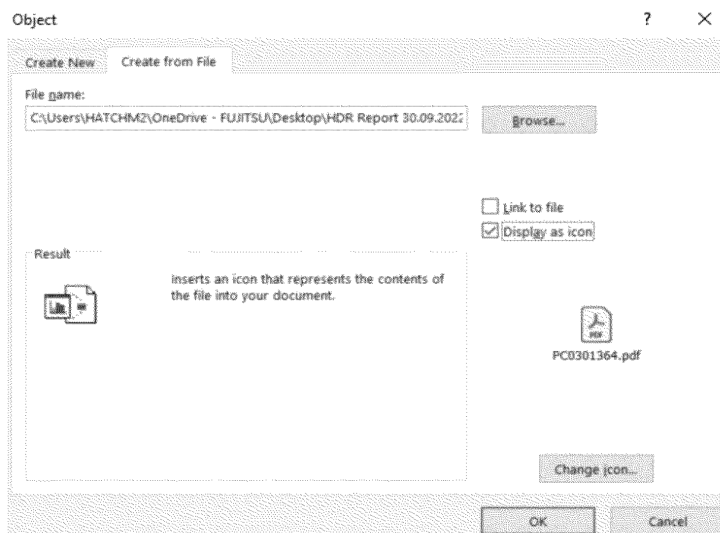 Object
?
Create New
Create from File
File name:
C:\Users\HATCHM2\OneDrive - FUJITSU\Desktop\HDR Report 30.09.2022
Browse...
Link to file
Display as icon
Result
inserts an icon that represents the contents of
the file into your document.
PDF
PC0301364.pdf
Change icon...
OK
Cancel